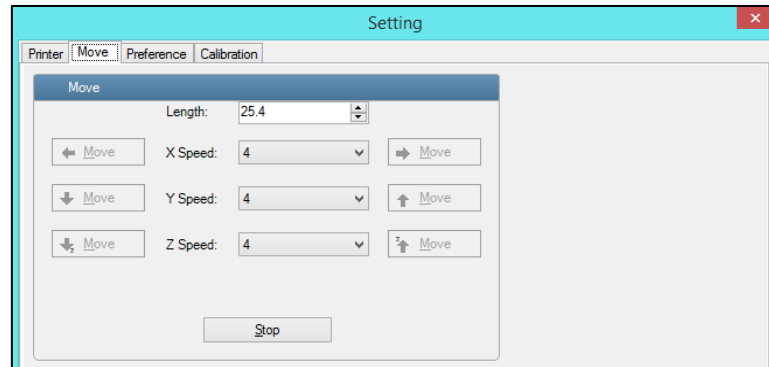 Setting
Printer Move Preference Calibration
Move
Length: 25.4
Move X Speed: 4 Move
Move Y Speed: 4 Move
z Move Z Speed: 4 z Move
Stop